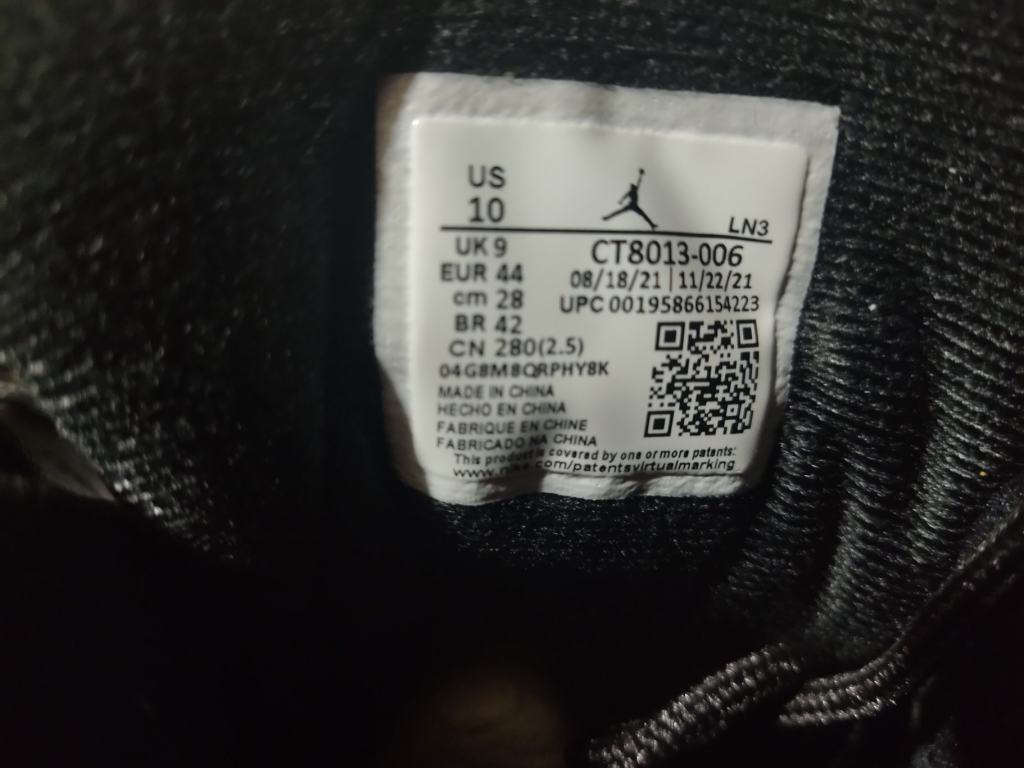 US
10
LN3
UK 9
CT8013-006
EUR 44
08/18/21 | 11/22/21
cm 28
UPC 00195866154223
BR 42
CN 280(2.5)
04G8M8QRPHY8K
MADE IN CHINA
HECHO EN CHINA
FABRIQUE EN CHINE
FABRICADO NA CHINA
This product is covered by one or more patents:
www.nike.com/patentsvirtualmarking